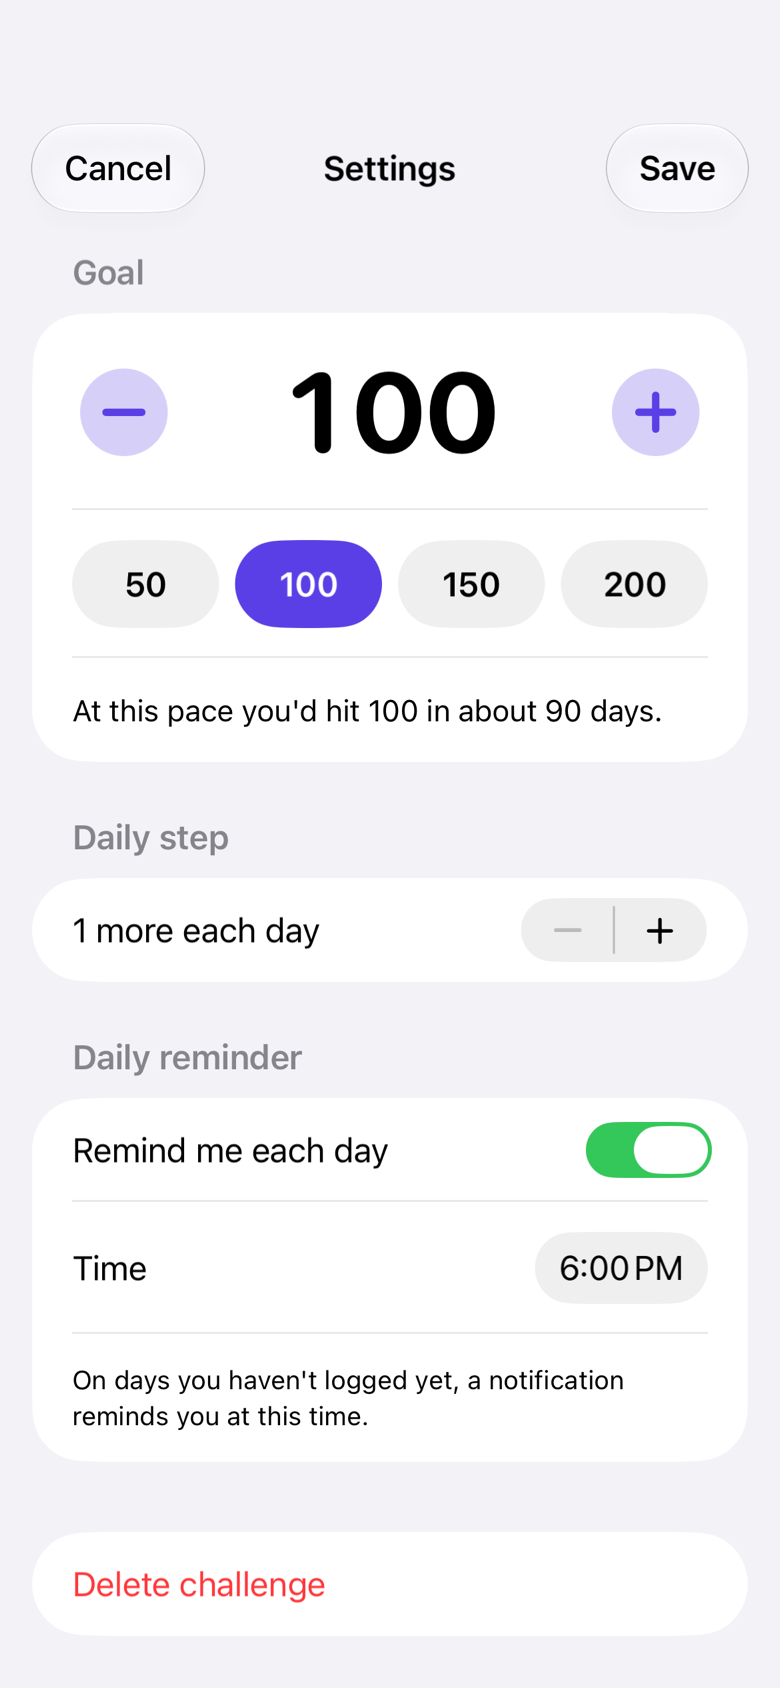 Cancel
Settings
Save
Goal
100
50
100
150
200
At this pace you'd hit 100 in about 90 days.
Daily step
1 more each day
Daily reminder
Remind me each day
Time
6:00 PM
On days you haven't logged yet, a notification
reminds you at this time.
Delete challenge